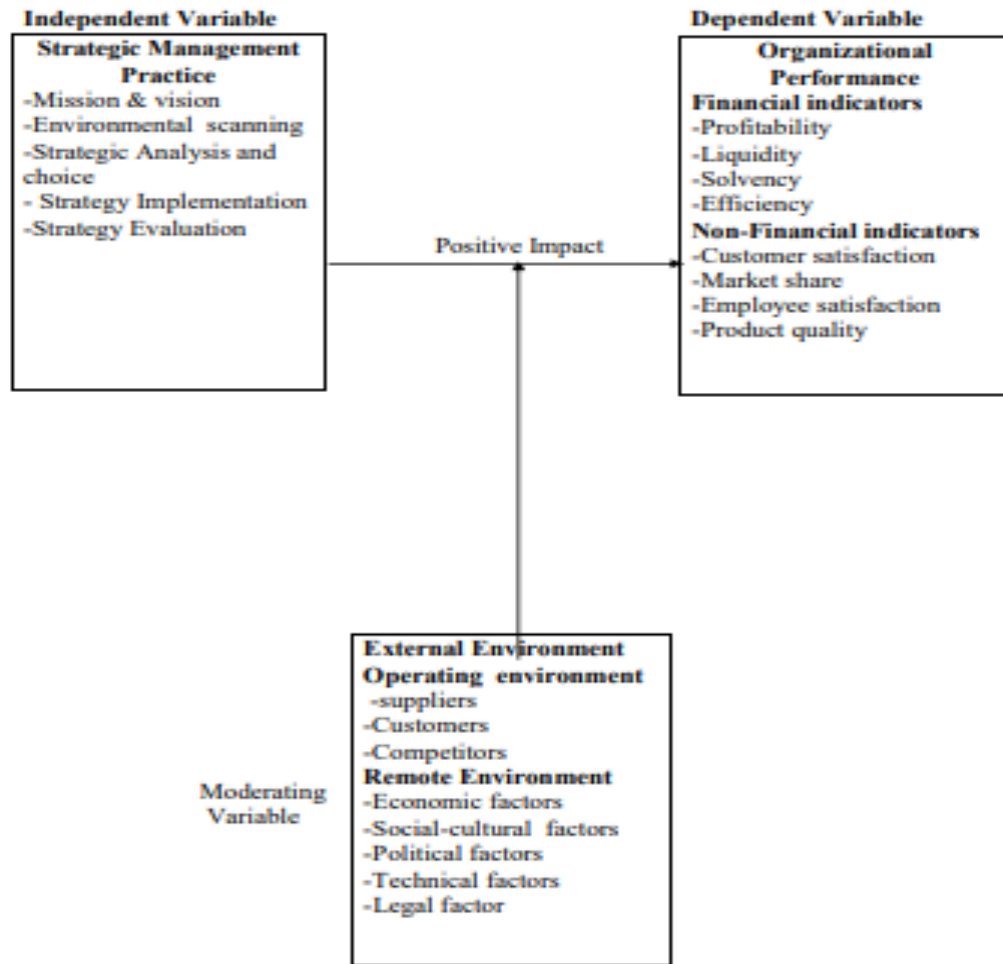 Independent Variable
Strategic Management
Practice
-Mission & vision
-Environmental scanning
-Strategic Analysis and
choice
- Strategy Implementation
-Strategy Evaluation
Positive Impact
Dependent Variable
Organizational
Performance
Financial indicators
-Profitability
-Liquidity
-Solvency
-Efficiency
Non-Financial indicators
-Customer satisfaction
-Market share
-Employee satisfaction
-Product quality
Moderating
Variable
External Environment
Operating environment
-suppliers
-Customers
-Competitors
Remote Environment
-Economic factors
-Social-cultural factors
-Political factors
-Technical factors
-Legal factor